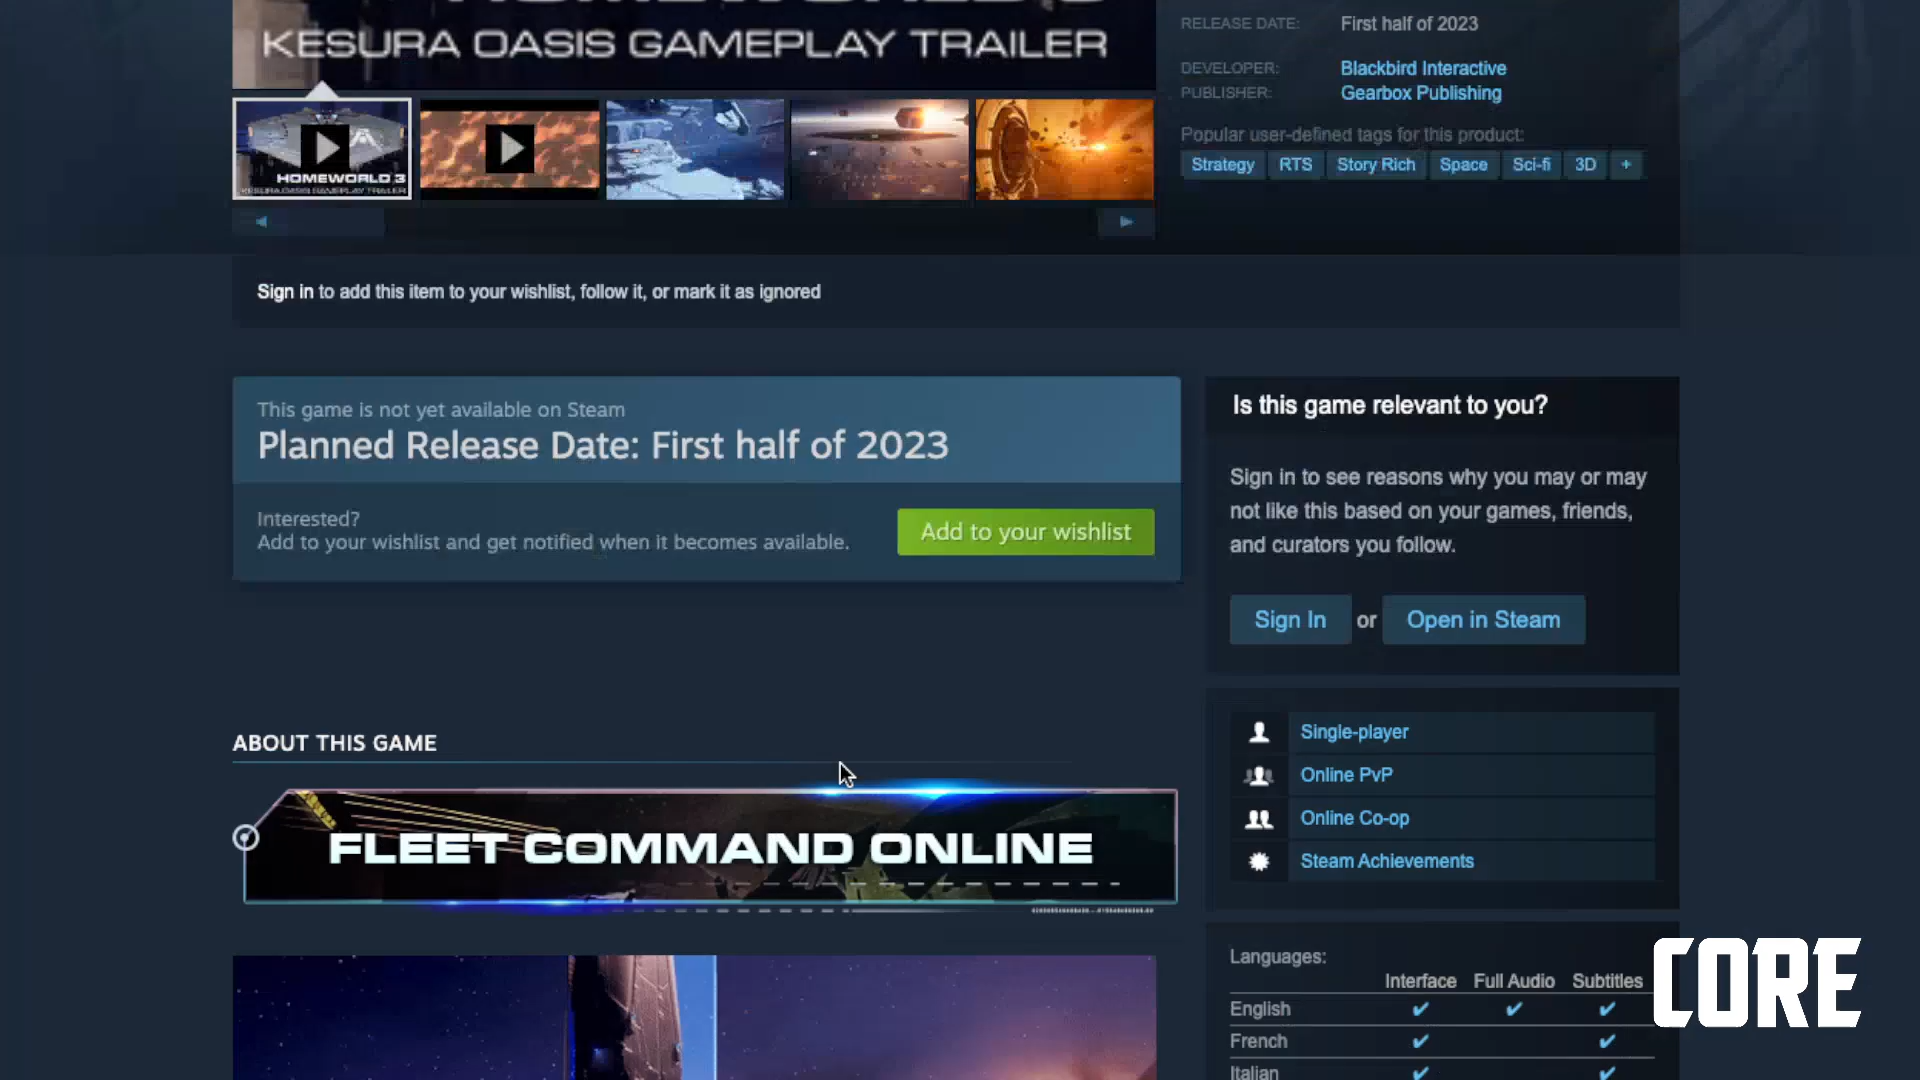 KESURA OASIS GAMEPLAY TRAILER
RELEASE DATE: First half of 2023
DEVELOPER: Blackbird Interactive
PUBLISHER: Gearbox Publishing
Popular user-defined tags for this product:
Strategy RTS Story Rich Space Sci-fi 3D +
HOMEWORLD 3
KESURA OASIS GAMEPLAY TRAILER
Sign in to add this item to your wishlist, follow it, or mark it as ignored
This game is not yet available on Steam
Planned Release Date: First half of 2023
Interested?
Add to your wishlist and get notified when it becomes available.
Add to your wishlist
Is this game relevant to you?
Sign in to see reasons why you may or may
not like this based on your games, friends,
and curators you follow.
Sign In or Open in Steam
ABOUT THIS GAME
FLEET COMMAND ONLINE
Single-player
Online PvP
Online Co-op
Steam Achievements
Languages:
Interface Full Audio Subtitles
English ✔ ✔ ✔
French ✔ ✔
Italian ✔ ✔
CORE